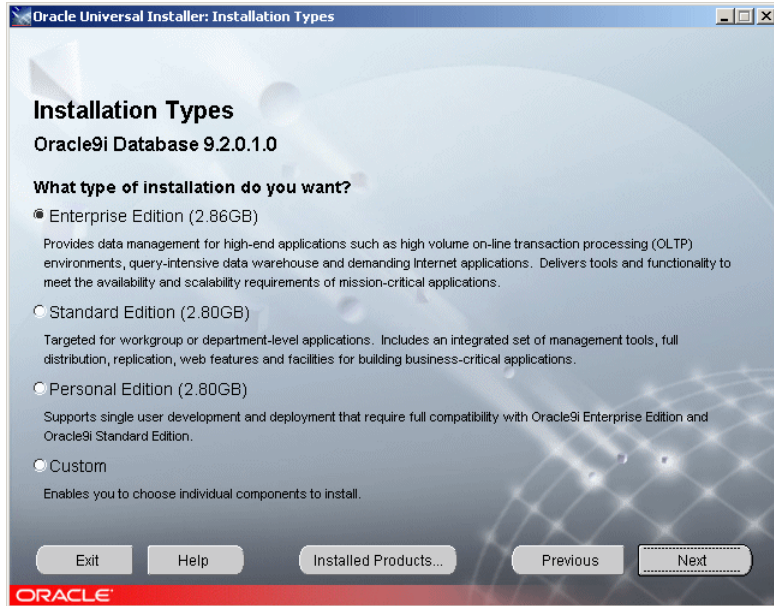 Oracle Universal Installer: Installation Types
Installation Types
Oracle9i Database 9.2.0.1.0
What type of installation do you want?
Enterprise Edition (2.86GB)
Provides data management for high-end applications such as high volume on-line transaction processing (OLTP)
environments, query-intensive data warehouse and demanding Internet applications. Delivers tools and functionality to
meet the availability and scalability requirements of mission-critical applications.
Standard Edition (2.80GB)
Targeted for workgroup or department-level applications. Includes an integrated set of management tools, full
distribution, replication, web features and facilities for building business-critical applications.
Personal Edition (2.80GB)
Supports single user development and deployment that require full compatibility with Oracle9i Enterprise Edition and
Oracle9i Standard Edition.
Custom
Enables you to choose individual components to install.
Exit Help Installed Products... Previous Next
ORACLE